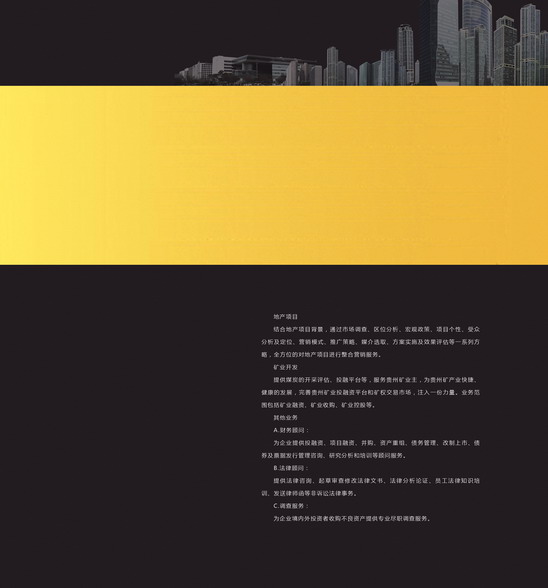 地产项目
结合地产项目背景，通过市场调查、区位分析、宏观政策、项目个性、受众
分析及定位、营销模式、推广策略、媒介选取、方案实施及效果评估等一系列方
略，全方位的对地产项目进行整合营销服务。
矿业开发
提供煤炭的开采评估、投融平台等，服务贵州矿业主，为贵州矿产业快捷、
健康的发展，完善贵州矿业投融资平台和矿权交易市场，注入一份力量。业务范
围包括矿业融资、矿业收购、矿业控股等。
其他业务
A.财务顾问：
为企业提供投融资、项目融资、并购、资产重组、债务管理、改制上市、债
券及票据发行管理咨询、研究分析和培训等顾问服务。
B.法律顾问：
提供法律咨询、起草审查修改法律文书、法律分析论证、员工法律知识培
训、发送律师函等非诉讼法律事务。
C.调查服务：
为企业境内外投资者收购不良资产提供专业尽职调查服务。